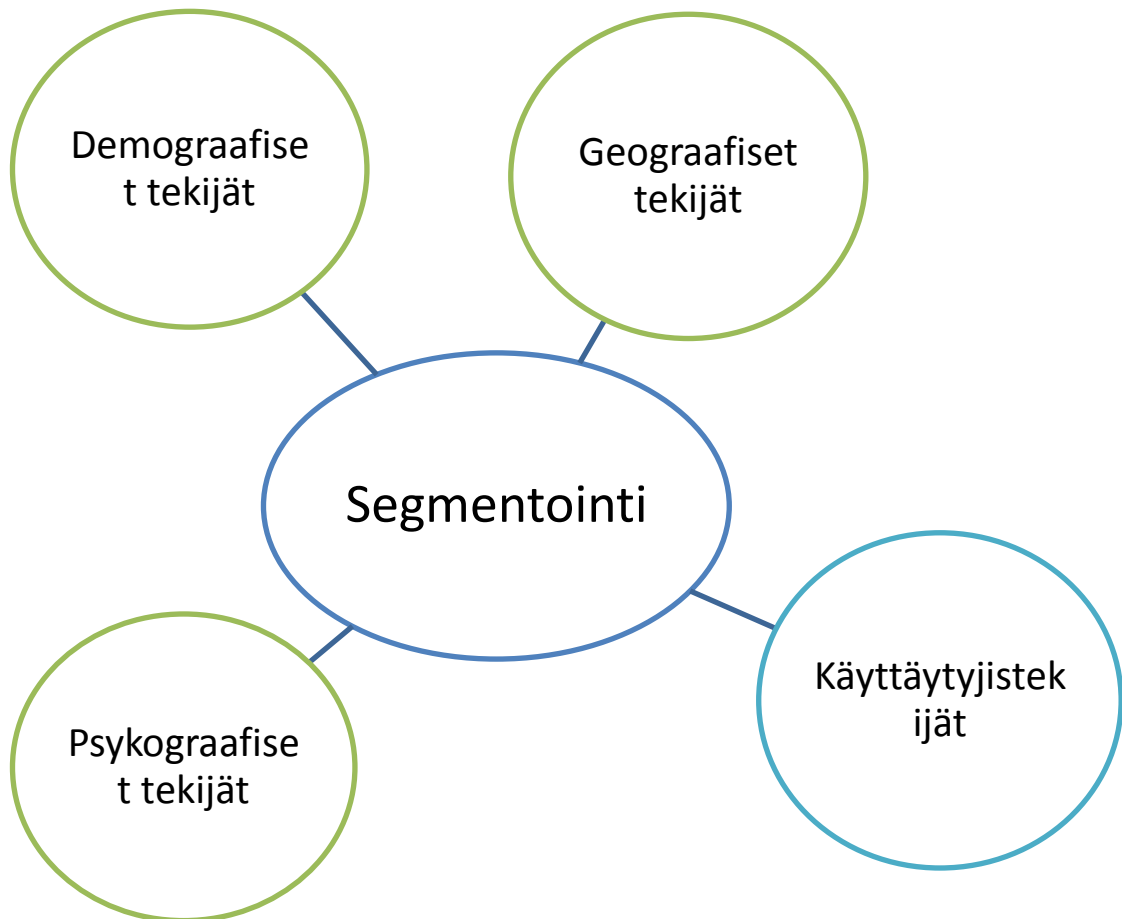 Demograafise
t tekijät
Geograafiset
tekijät
Segmentointi
Käyttäytyjistek
ijät
Psykograafise
t tekijät